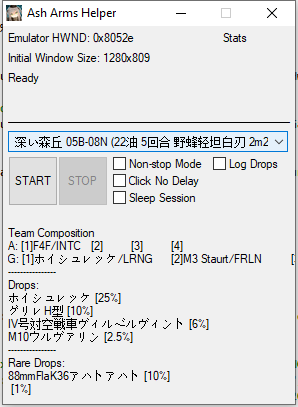 Ash Arms Helper
Emulator HWND: 0x8052e Stats
Initial Window Size: 1280x809
Ready
深い森丘 05B-08N (22油 5回合 野蜂轻坦白刃 2m2
START STOP Non-stop Mode Log Drops
Click No Delay
Sleep Session
Team Composition
A: [1]F4F/INTC [2] [3] [4]
G: [1]ホイシュレッケ/LRNG [2]M3 Staurt/FRLN [
----------------
Drops:
ホイシュレッケ [25%]
グリレH型 [10%]
IV号対空戦車ヴィルベルヴィント [6%]
M10ウルヴァリン [2.5%]
----------------
Rare Drops:
88mmFlaK36アハトアハト [10%]
[1%]